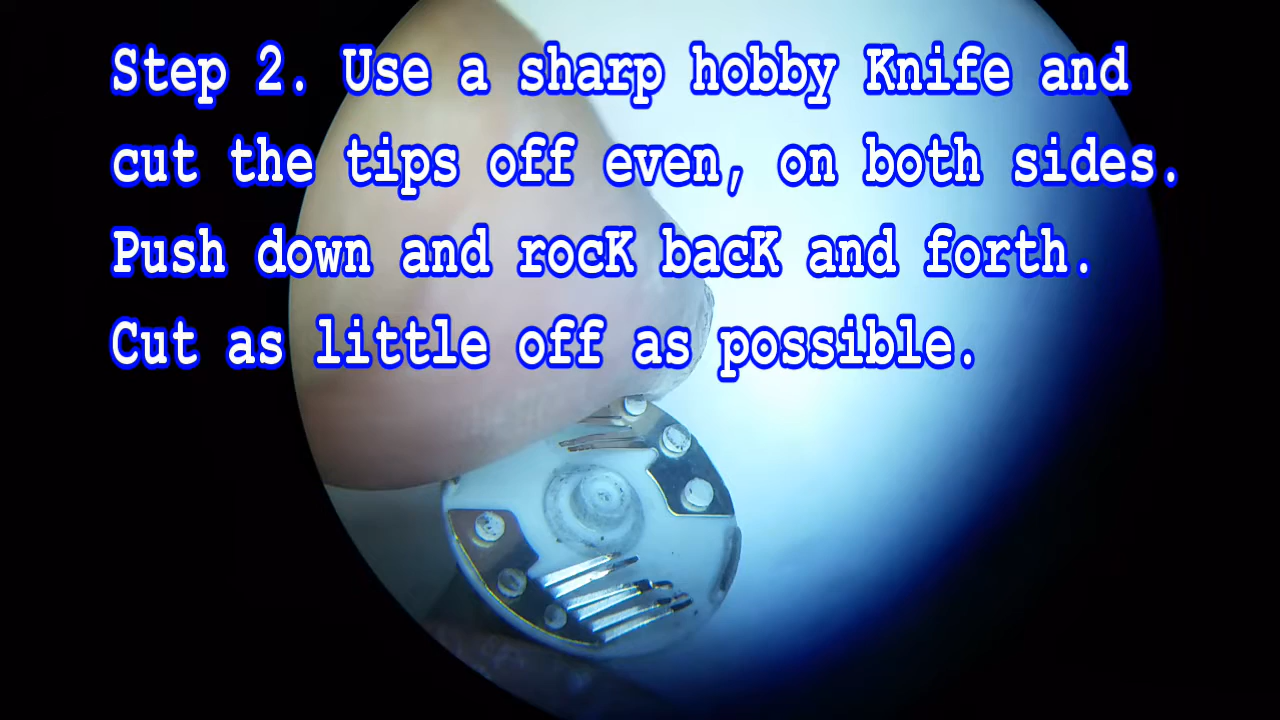 Step 2. Use a sharp hobby Knife and
cut the tips off even, on both sides.
Push down and rocK bacK and forth.
Cut as little off as possible.